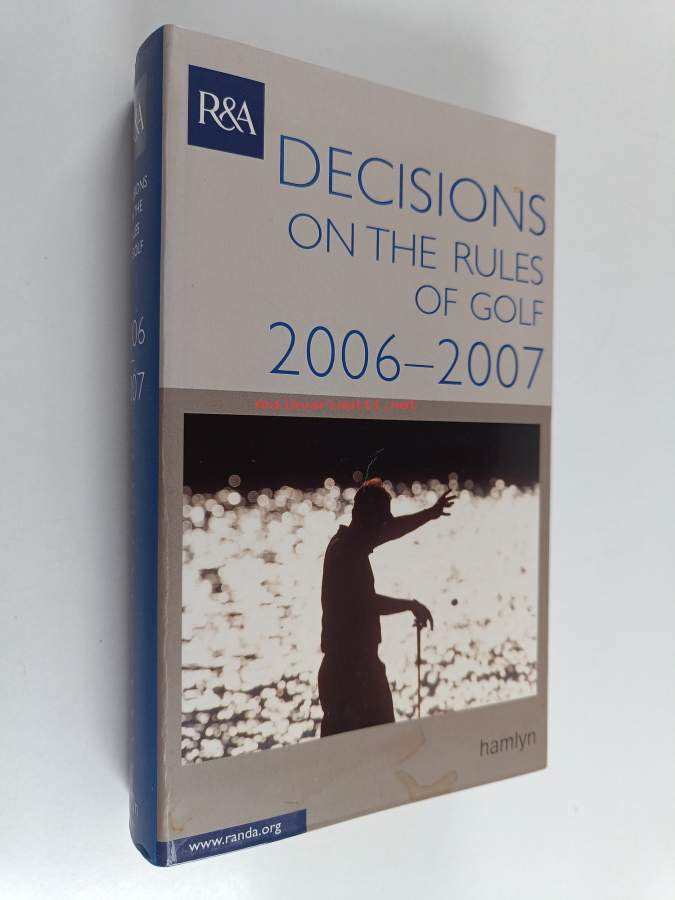 R&A
DECISIONS
ON THE RULES
OF GOLF
2006–2007
hamlyn
www.randa.org